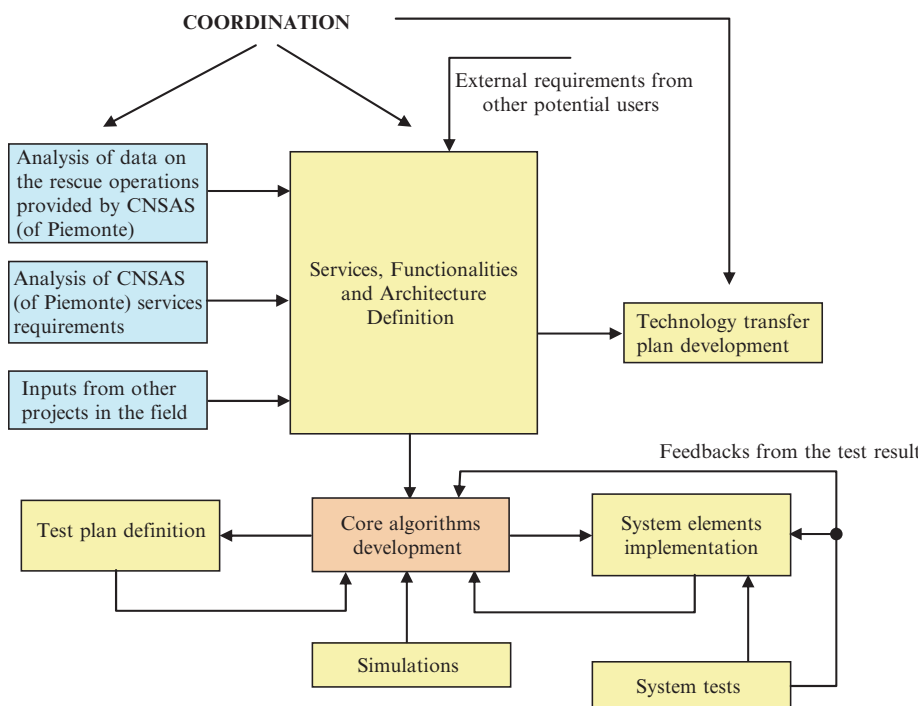 COORDINATION
External requirements from
other potential users
Analysis of data on
the rescue operations
provided by CNSAS
(of Piemonte)
Services, Functionalities
and Architecture
Definition
Analysis of CNSAS
(of Piemonte) services
requirements
Technology transfer
plan development
Inputs from other
projects in the field
Feedbacks from the test result
Test plan definition
Core algorithms
development
System elements
implementation
Simulations
System tests